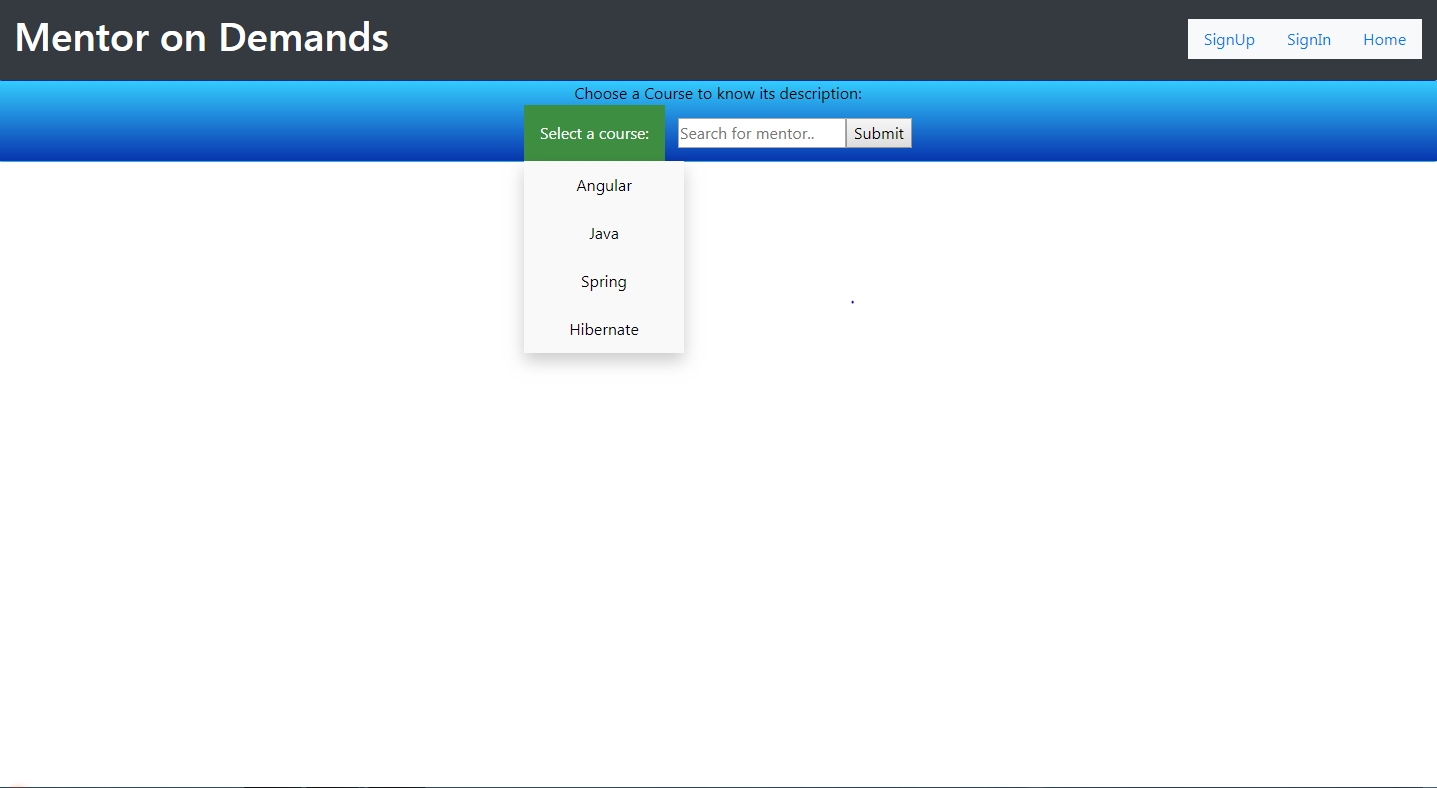 Mentor on Demands
SignUp SignIn Home
Choose a Course to know its description:
Select a course: Search for mentor.. Submit
Angular
Java
Spring
Hibernate